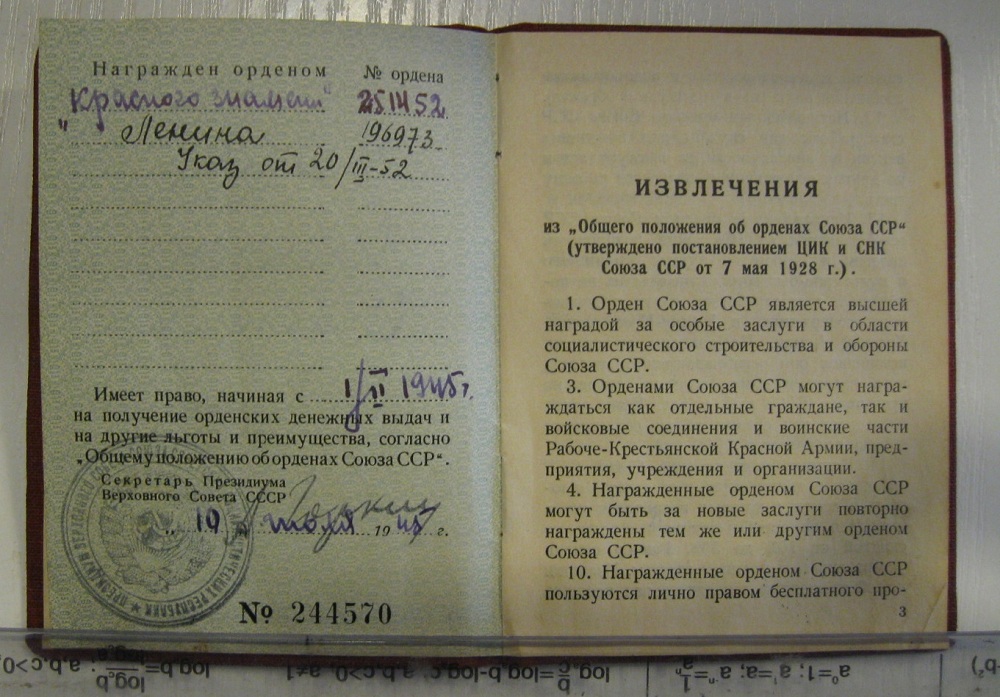 Награжден орденом № ордена
"Красного знамени" 251452
" Ленина 196973
Указ от 20/III-52
Имеет право, начиная с 1/II 1945г.
на получение орденских денежных выдач и
на другие льготы и преимущества, согласно
„Общему положению об орденах Союза ССР“.
Секретарь Президиума
Верховного Совета СССР
„19 июля 19 г.
№ 244570
ИЗВЛЕЧЕНИЯ
из „Общего положения об орденах Союза ССР“
(утверждено постановлением ЦИК и СНК
Союза ССР от 7 мая 1928 г.).
1. Орден Союза ССР является высшей
наградой за особые заслуги в области
социалистического строительства и обороны
Союза ССР.
3. Орденами Союза ССР могут награ-
ждаться как отдельные граждане, так и
войсковые соединения и воинские части
Рабоче-Крестьянской Красной Армии, пред-
приятия, учреждения и организации.
4. Награжденные орденом Союза ССР
могут быть за новые заслуги повторно
награждены тем же или другим орденом
Союза ССР.
10. Награжденные орденом Союза ССР
пользуются лично правом бесплатного про-
3